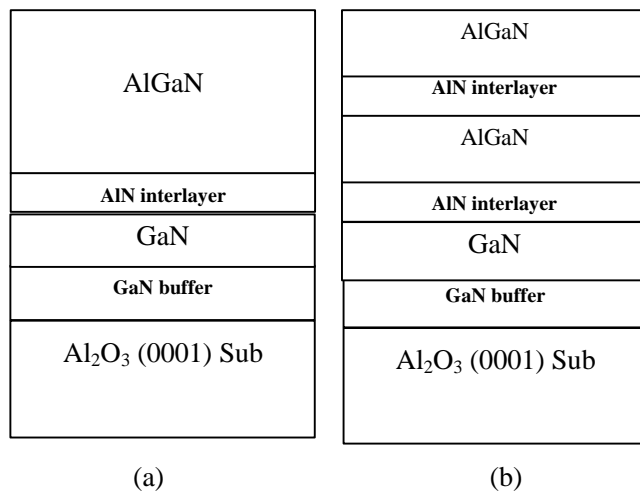 AlGaN
AlN interlayer
GaN
GaN buffer
Al₂O₃ (0001) Sub
(a)
AlGaN
AlN interlayer
AlGaN
AlN interlayer
GaN
GaN buffer
Al₂O₃ (0001) Sub
(b)